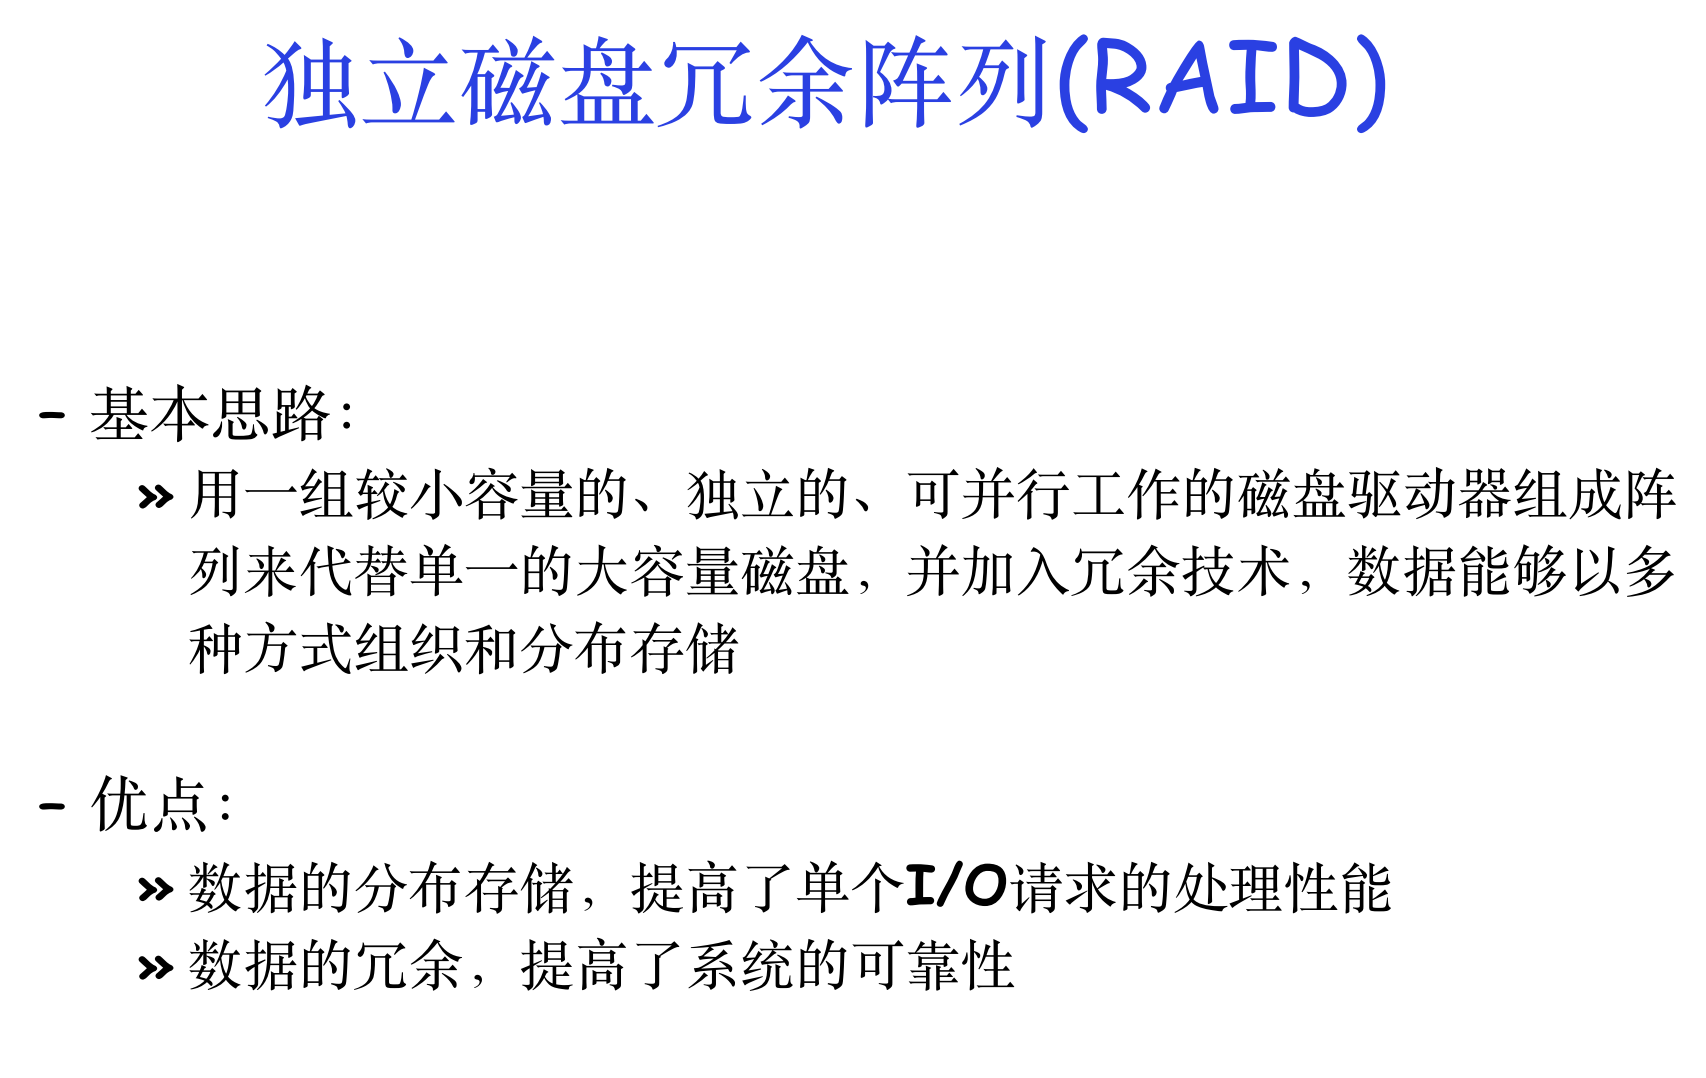 独立磁盘冗余阵列(RAID)
– 基本思路：
» 用一组较小容量的、独立的、可并行工作的磁盘驱动器组成阵
列来代替单一的大容量磁盘，并加入冗余技术，数据能够以多
种方式组织和分布存储
– 优点：
» 数据的分布存储，提高了单个I/O请求的处理性能
» 数据的冗余，提高了系统的可靠性